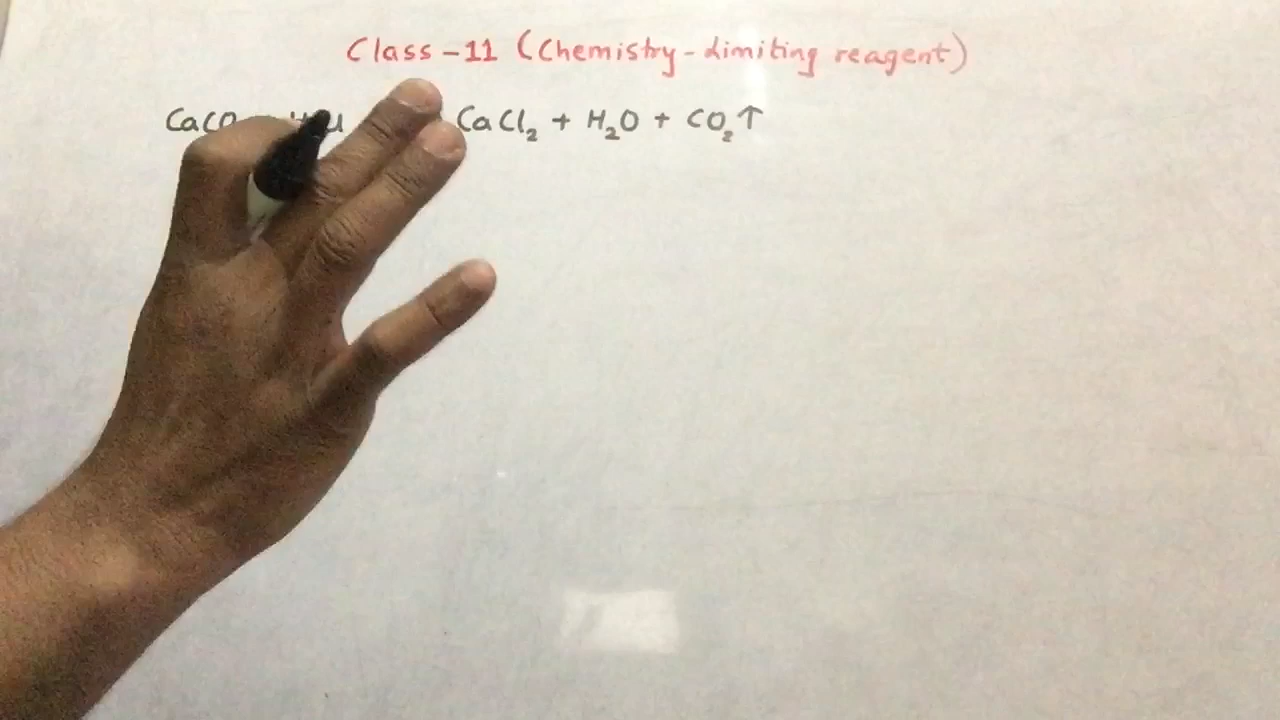 Class-11 (Chemistry-Limiting reagent)
CaCl₂ + H₂O + CO₂↑